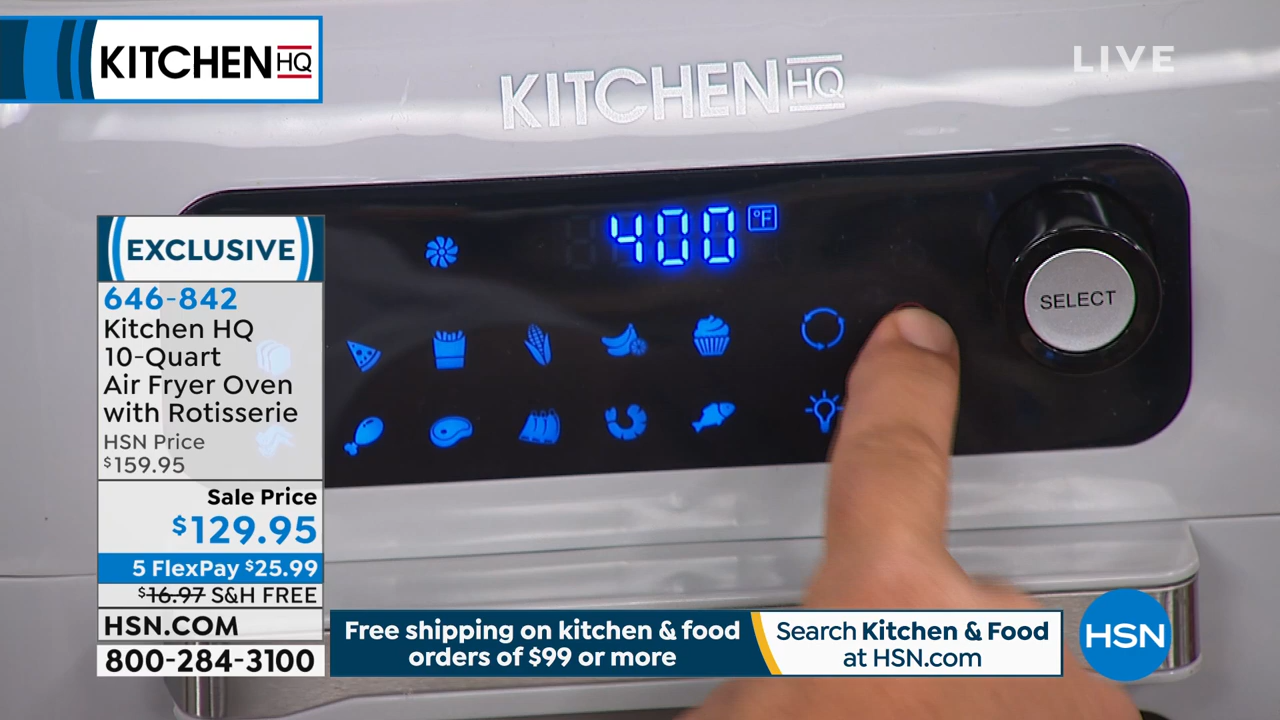 KITCHEN HQ
LIVE
KITCHEN HQ
400 °F
SELECT
EXCLUSIVE
646-842
Kitchen HQ
10-Quart
Air Fryer Oven
with Rotisserie
HSN Price
$159.95
Sale Price
$129.95
5 FlexPay $25.99
$16.97 S&H FREE
HSN.COM
800-284-3100
Free shipping on kitchen & food
orders of $99 or more
Search Kitchen & Food
at HSN.com
HSN